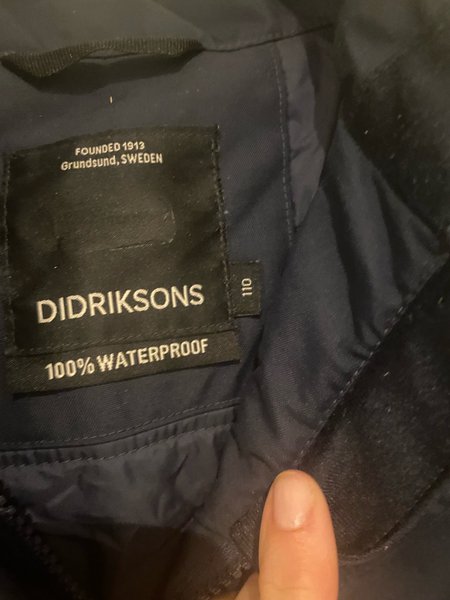 FOUNDED 1913
Grundsund, SWEDEN
DIDRIKSONS
110
100% WATERPROOF